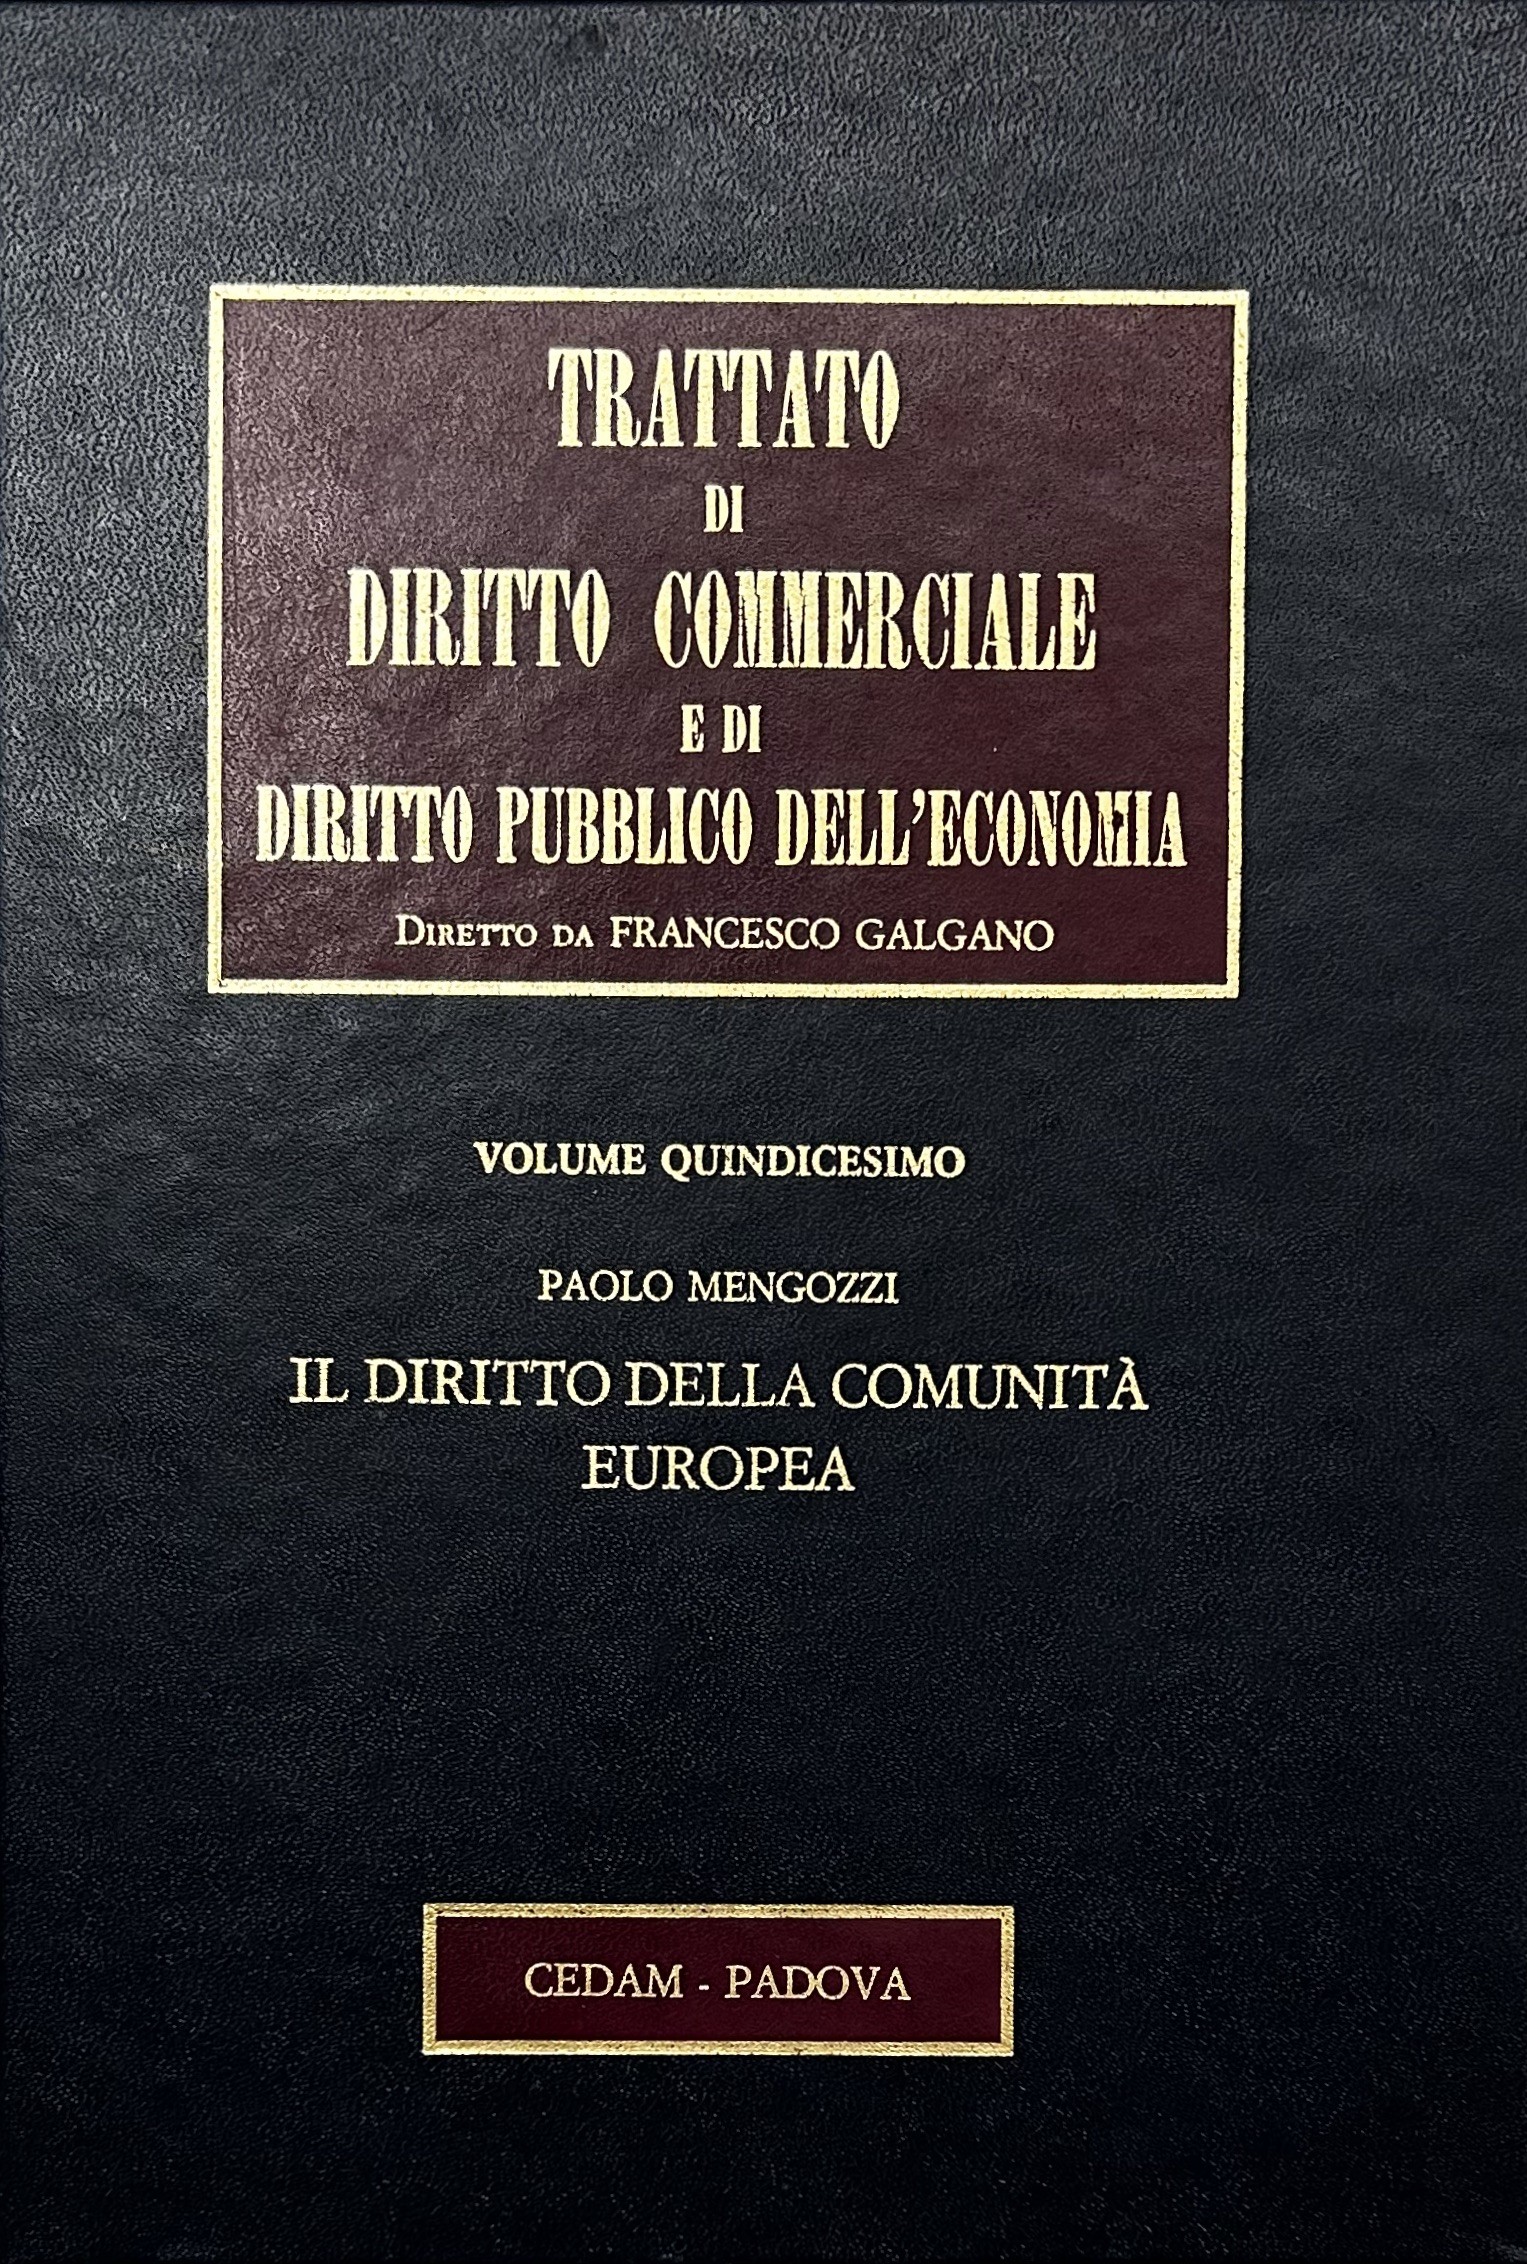 TRATTATO
DI
DIRITTO COMMERCIALE
E DI
DIRITTO PUBBLICO DELL'ECONOMIA
DIRETTO DA FRANCESCO GALGANO
VOLUME QUINDICESIMO
PAOLO MENGOZZI
IL DIRITTO DELLA COMUNITÀ
EUROPEA
CEDAM - PADOVA